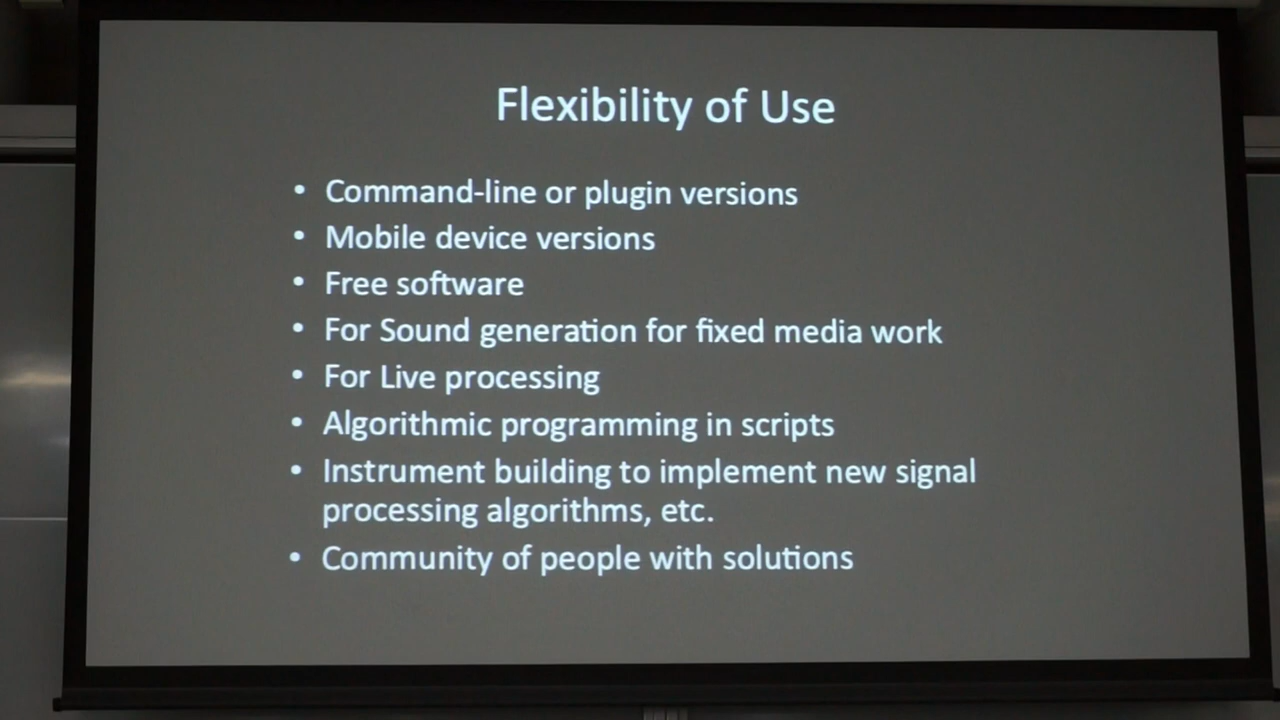 Flexibility of Use
• Command-line or plugin versions
• Mobile device versions
• Free software
• For Sound generation for fixed media work
• For Live processing
• Algorithmic programming in scripts
• Instrument building to implement new signal
processing algorithms, etc.
• Community of people with solutions